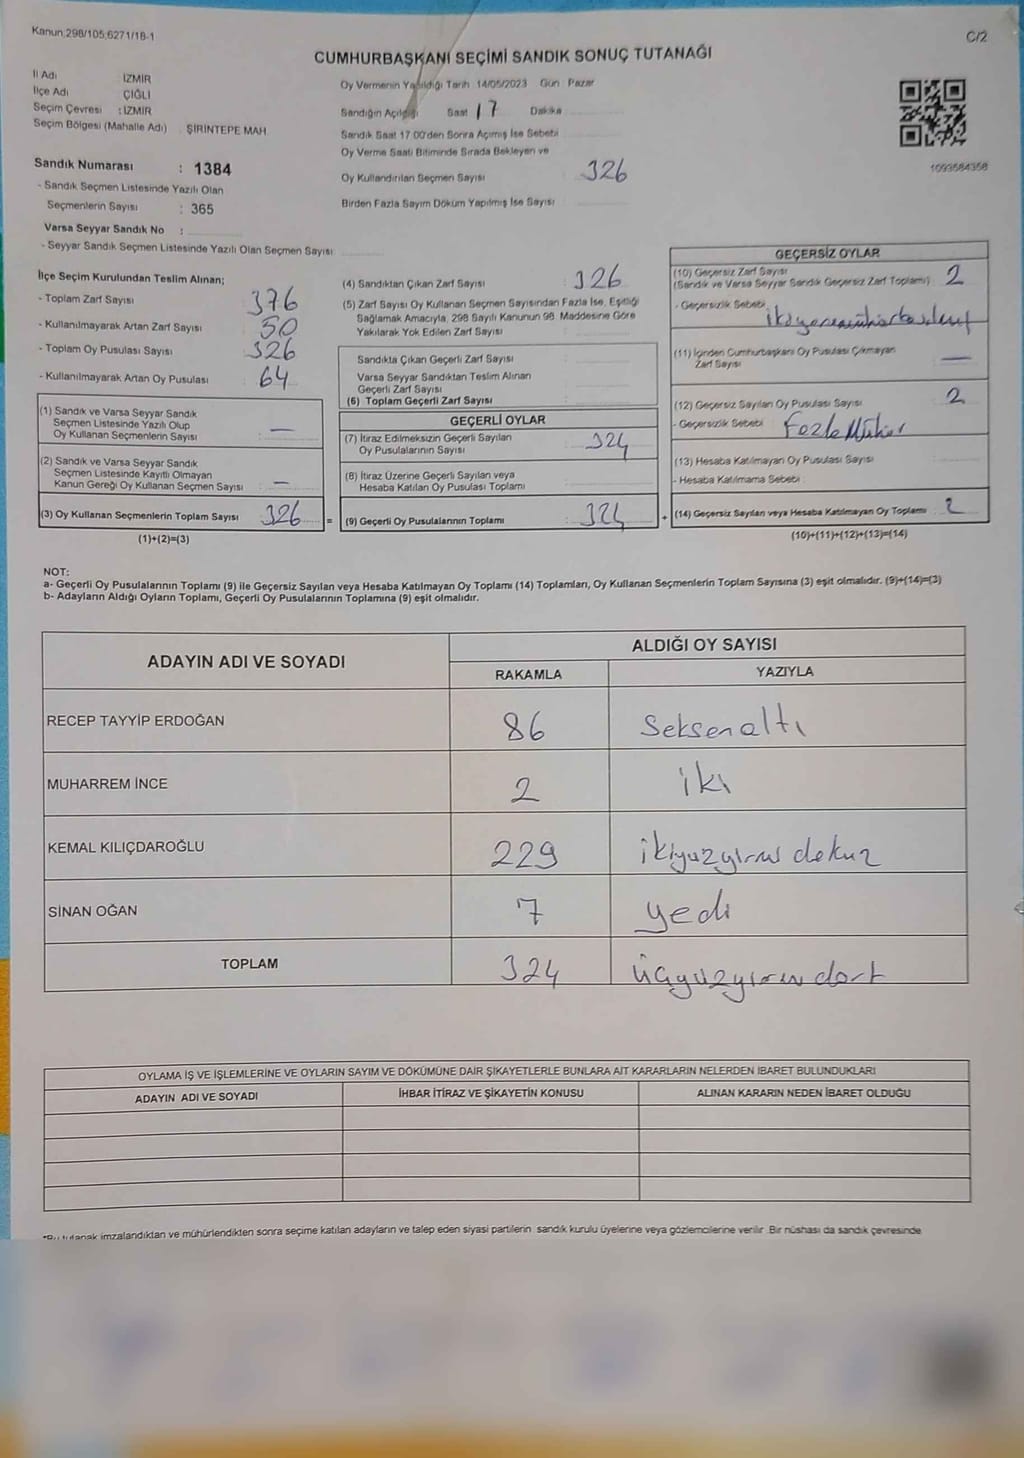 Kanun:298/105,6271/18-1
C/2
CUMHURBAŞKANI SEÇİMİ SANDIK SONUÇ TUTANAĞI
İl Adı : İZMİR
İlçe Adı : ÇİĞLİ
Seçim Çevresi : İZMİR
Seçim Bölgesi (Mahalle Adı) : ŞİRİNTEPE MAH
Sandık Numarası : 1384
- Sandık Seçmen Listesinde Yazılı Olan
Seçmenlerin Sayısı : 365
Varsa Seyyar Sandık No :
- Seyyar Sandık Seçmen Listesinde Yazılı Olan Seçmen Sayısı
Oy Vermenin Yapıldığı Tarih : 14/05/2023 Gün : Pazar
Sandığın Açıldığı Saat 17 Dakika
Sandık Saat 17.00'den Sonra Açılmış İse Sebebi
Oy Verme Saati Bitiminde Sırada Bekleyen ve
Oy Kullandırılan Seçmen Sayısı 326
Birden Fazla Sayım Döküm Yapılmış İse Sayısı :
1093584358
İlçe Seçim Kurulundan Teslim Alınan;
- Toplam Zarf Sayısı 376
- Kullanılmayarak Artan Zarf Sayısı : 50
- Toplam Oy Pusulası Sayısı 326
- Kullanılmayarak Artan Oy Pusulası : 64
(1) Sandık ve Varsa Seyyar Sandık
Seçmen Listesinde Yazılı Olup
Oy Kullanan Seçmenlerin Sayısı : —
(2) Sandık ve Varsa Seyyar Sandık
Seçmen Listesinde Kayıtlı Olmayan
Kanun Gereği Oy Kullanan Seçmen Sayısı : —
(3) Oy Kullanan Seçmenlerin Toplam Sayısı 326 =
(1)+(2)=(3)
(4) Sandıktan Çıkan Zarf Sayısı : 326
(5) Zarf Sayısı Oy Kullanan Seçmen Sayısından Fazla İse, Eşitliği
Sağlamak Amacıyla, 298 Sayılı Kanunun 98. Maddesine Göre
Yakılarak Yok Edilen Zarf Sayısı
Sandıkta Çıkan Geçerli Zarf Sayısı
Varsa Seyyar Sandıktan Teslim Alınan
Geçerli Zarf Sayısı
(6) Toplam Geçerli Zarf Sayısı :
GEÇERLİ OYLAR
(7) İtiraz Edilmeksizin Geçerli Sayılan
Oy Pusulalarının Sayısı 324
(8) İtiraz Üzerine Geçerli Sayılan veya
Hesaba Katılan Oy Pusulası Toplamı
(9) Geçerli Oy Pusulalarının Toplamı : 324 +
GEÇERSİZ OYLAR
(10) Geçersiz Zarf Sayısı
(Sandık ve Varsa Seyyar Sandık Geçersiz Zarf Toplamı) : 2
- Geçersizlik Sebebi
(11) İçinden Cumhurbaşkanı Oy Pusulası Çıkmayan
Zarf Sayısı —
(12) Geçersiz Sayılan Oy Pusulası Sayısı 2
- Geçersizlik Sebebi Fazla Mühür
(13) Hesaba Katılmayan Oy Pusulası Sayısı
- Hesaba Katılmama Sebebi :
(14) Geçersiz Sayılan veya Hesaba Katılmayan Oy Toplamı : 2
(10)+(11)+(12)+(13)=(14)
NOT:
a- Geçerli Oy Pusulalarının Toplamı (9) ile Geçersiz Sayılan veya Hesaba Katılmayan Oy Toplamı (14) Toplamları, Oy Kullanan Seçmenlerin Toplam Sayısına (3) eşit olmalıdır. (9)+(14)=(3)
b- Adayların Aldığı Oyların Toplamı, Geçerli Oy Pusulalarının Toplamına (9) eşit olmalıdır.
ADAYIN ADI VE SOYADI ALDIĞI OY SAYISI
RAKAMLA YAZIYLA
RECEP TAYYİP ERDOĞAN 86 Seksenaltı
MUHARREM İNCE 2 iki
KEMAL KILIÇDAROĞLU 229 ikiyüzyirmi dokuz
SİNAN OĞAN 7 yedi
TOPLAM 324 üçyüzyirmi dört
OYLAMA İŞ VE İŞLEMLERİNE VE OYLARIN SAYIM VE DÖKÜMÜNE DAİR ŞİKAYETLERLE BUNLARA AİT KARARLARIN NELERDEN İBARET BULUNDUKLARI
ADAYIN ADI VE SOYADI İHBAR İTİRAZ VE ŞİKAYETİN KONUSU ALINAN KARARIN NEDEN İBARET OLDUĞU
*Bu tutanak imzalandıktan ve mühürlendikten sonra seçime katılan adayların ve talep eden siyasi partilerin sandık kurulu üyelerine veya gözlemcilerine verilir. Bir nüshası da sandık çevresinde